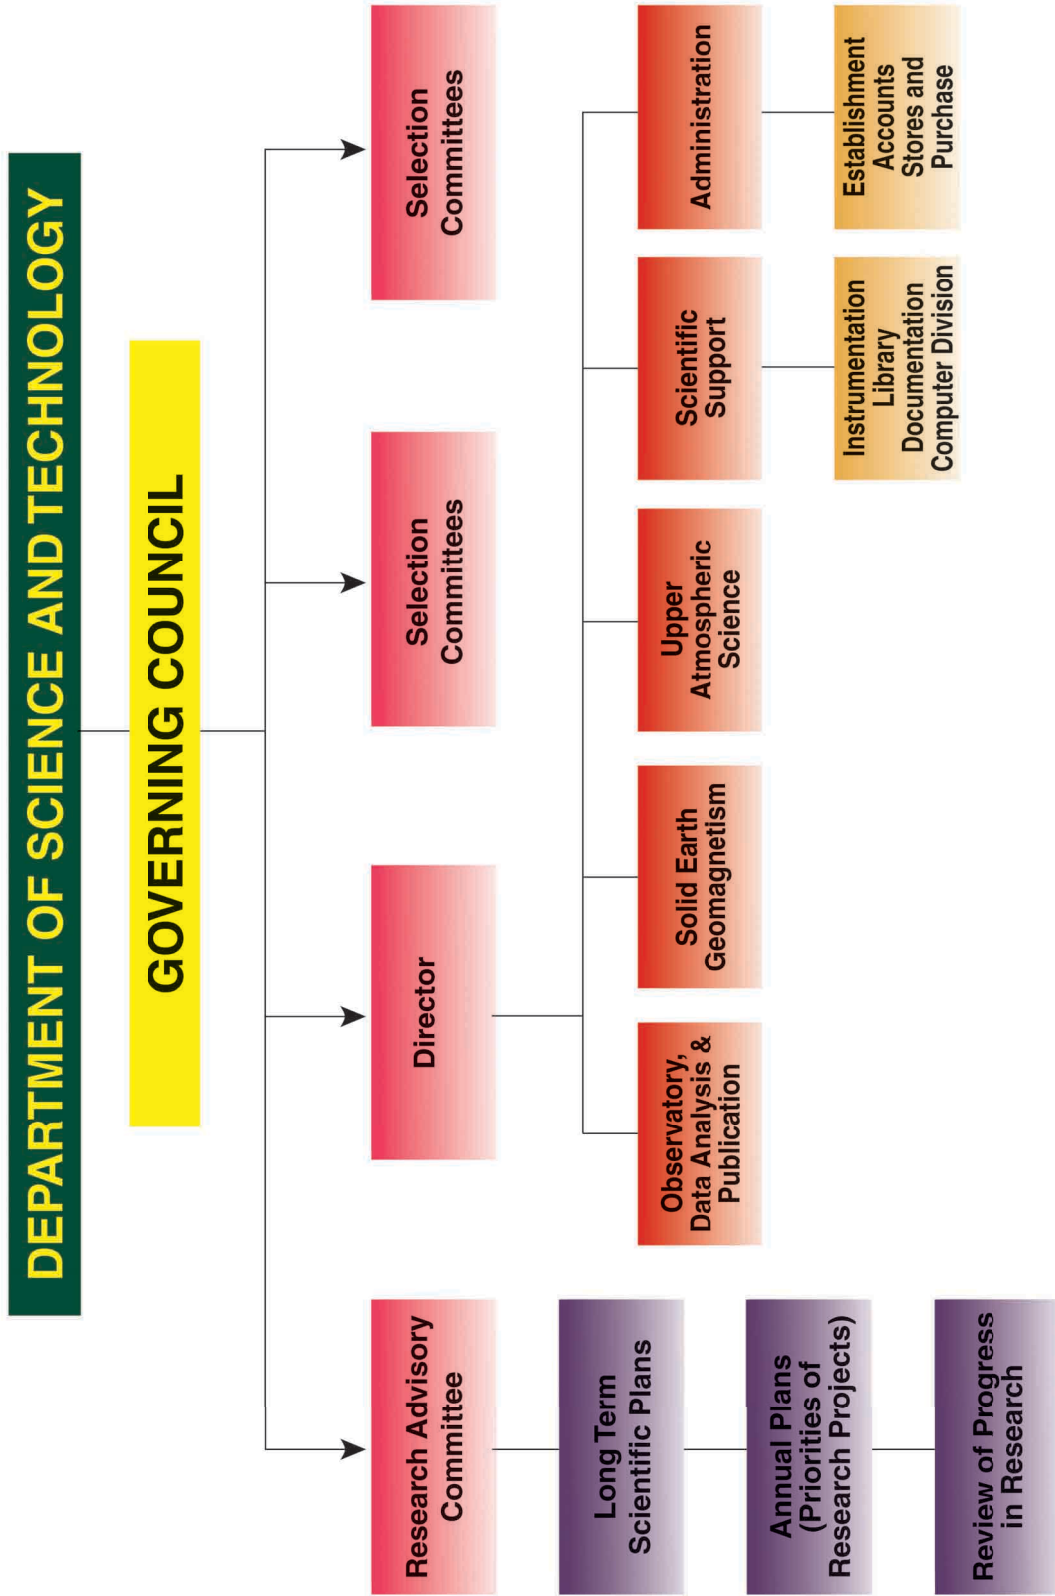 DEPARTMENT OF SCIENCE AND TECHNOLOGY
GOVERNING COUNCIL
Research Advisory
Committee
Director
Selection
Committees
Selection
Committees
Long Term
Scientific Plans
Annual Plans
(Priorities of
Research Projects)
Review of Progress
in Research
Observatory,
Data Analysis &
Publication
Solid Earth
Geomagnetism
Upper
Atmospheric
Science
Scientific
Support
Administration
Instrumentation
Library
Documentation
Computer Division
Establishment
Accounts
Stores and
Purchase